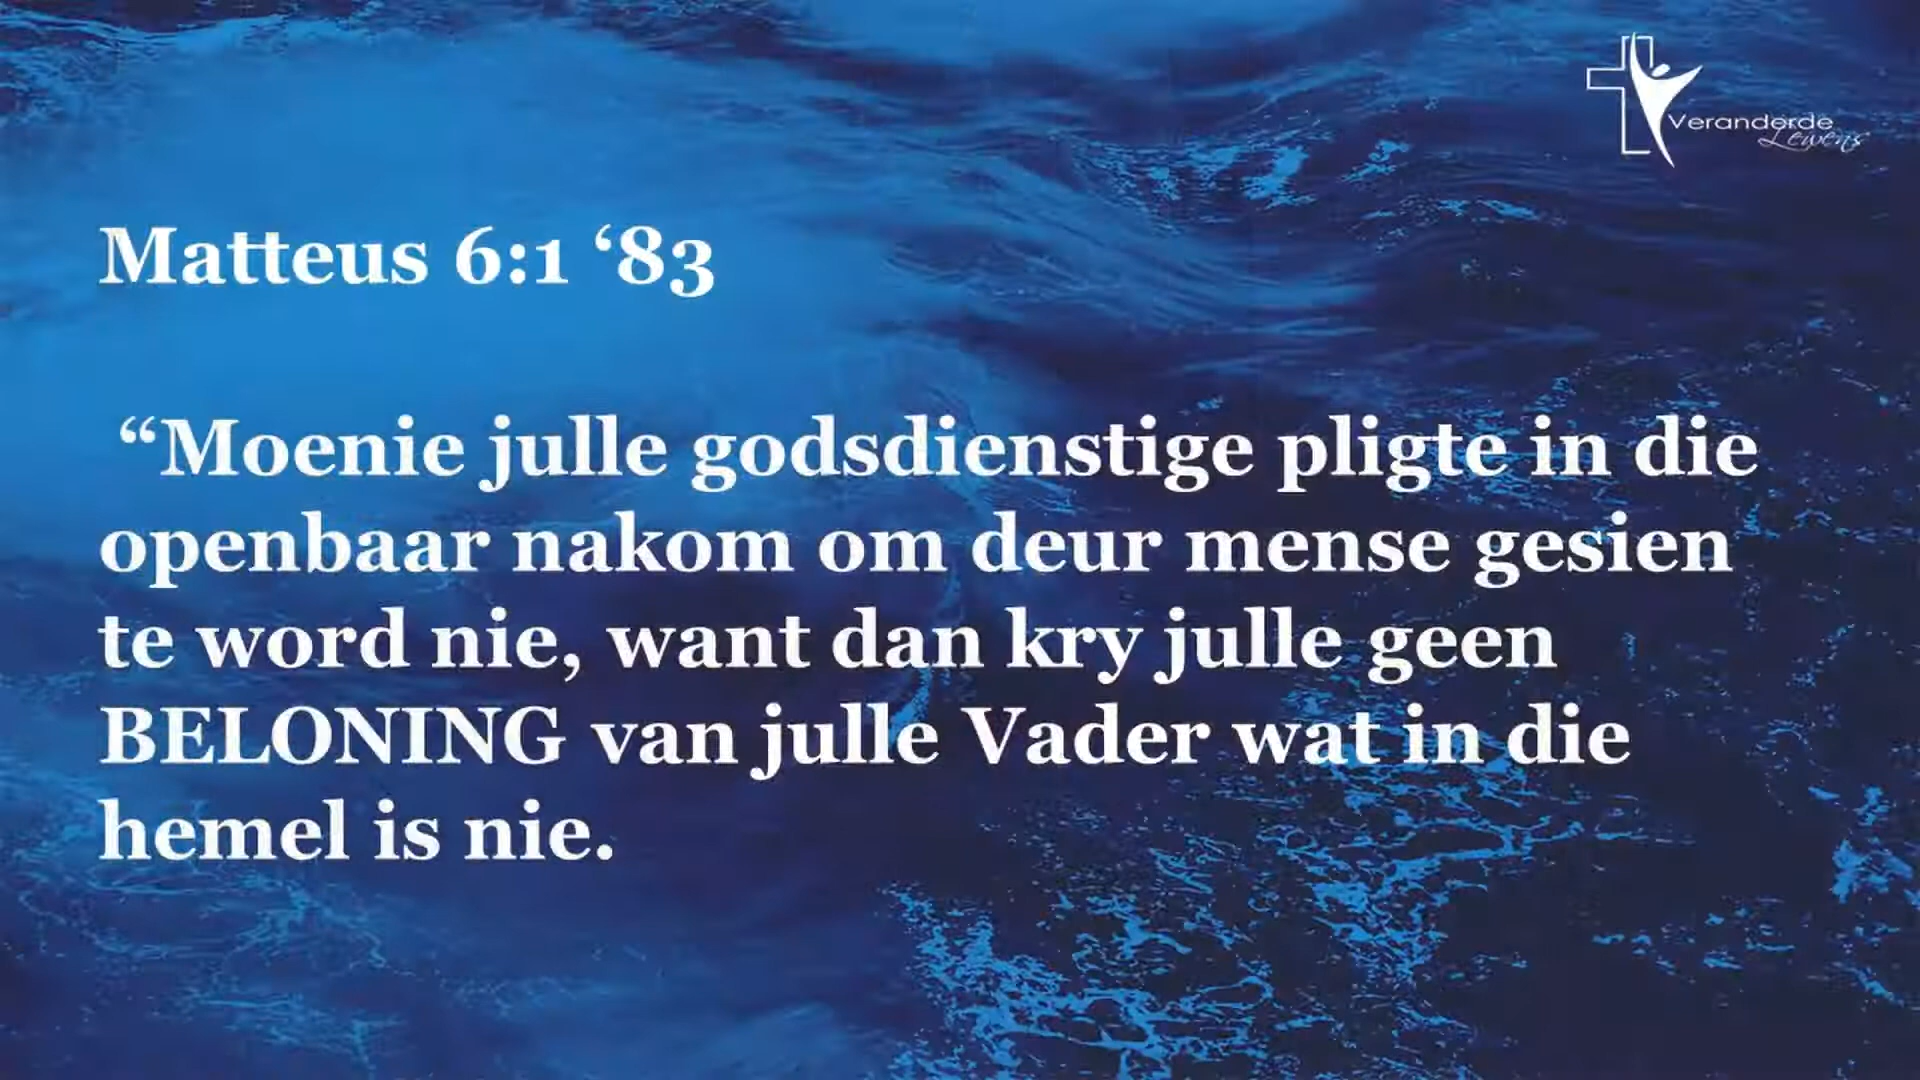 Veranderde
Lewens
Matteus 6:1 ‘83
“Moenie julle godsdienstige pligte in die
openbaar nakom om deur mense gesien
te word nie, want dan kry julle geen
BELONING van julle Vader wat in die
hemel is nie.